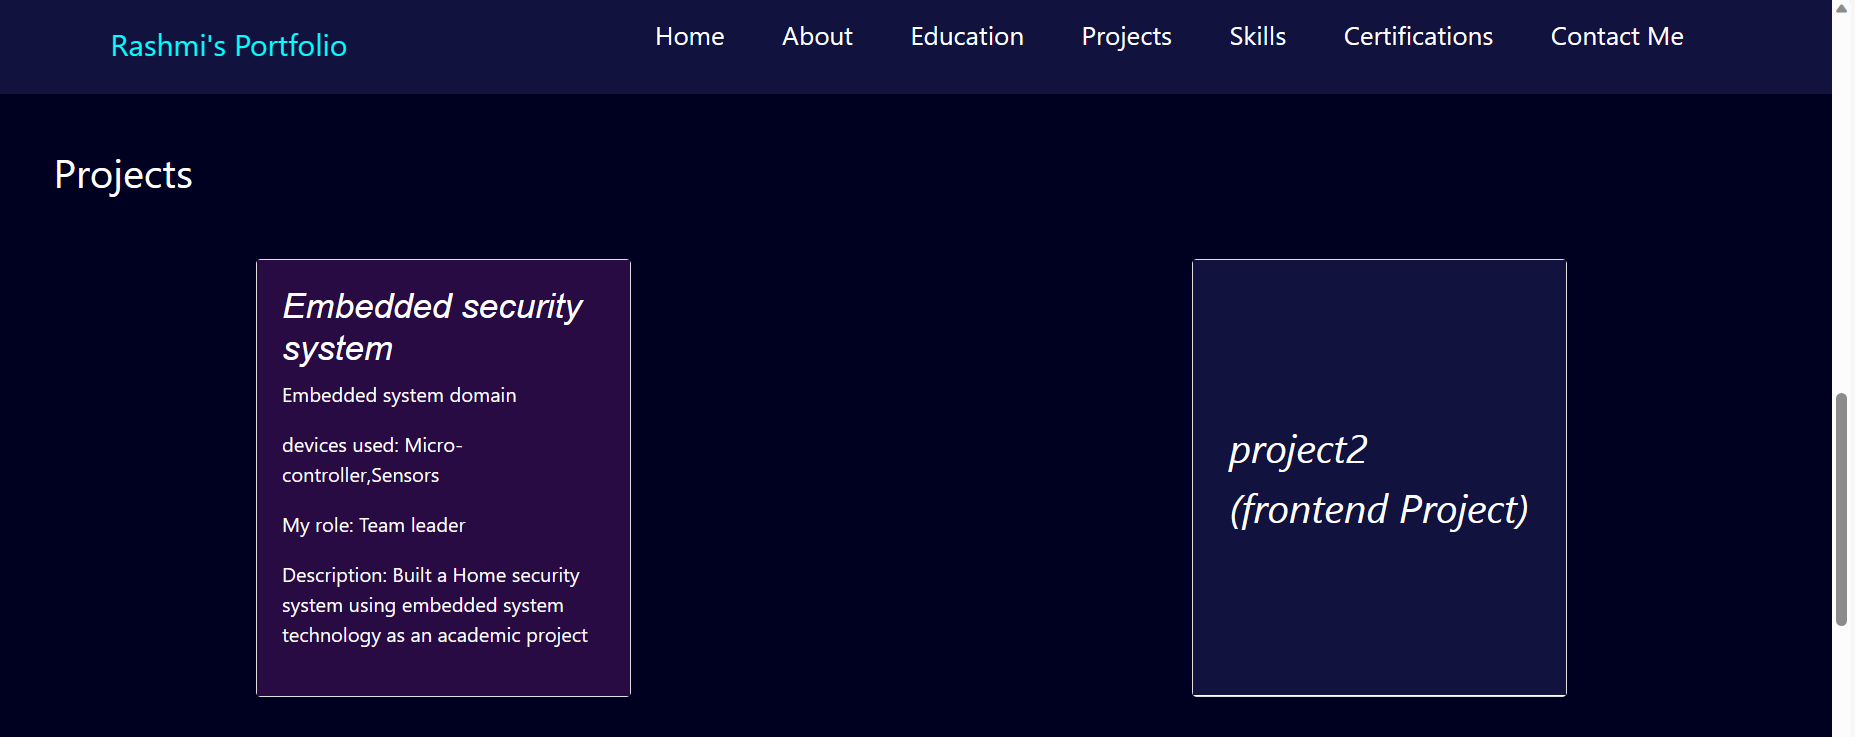 Rashmi's Portfolio
Home About Education Projects Skills Certifications Contact Me
Projects
Embedded security
system
Embedded system domain
devices used: Micro-
controller,Sensors
My role: Team leader
Description: Built a Home security
system using embedded system
technology as an academic project
project2
(frontend Project)